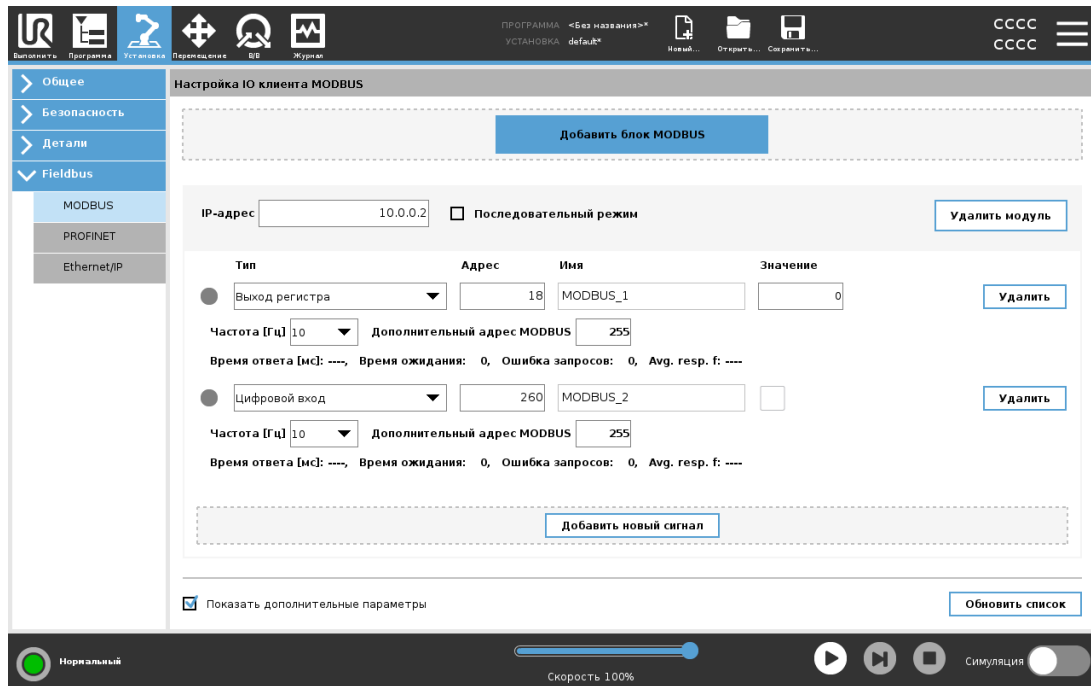 UR
Выполнить Программа Установка Перемещение В/В Журнал
ПРОГРАММА <Без названия>*
УСТАНОВКА default*
Новый... Открыть... Сохранить...
CCCC
CCCC
Общее
Безопасность
Детали
Fieldbus
MODBUS
PROFINET
Ethernet/IP
Настройка IO клиента MODBUS
Добавить блок MODBUS
IP-адрес 10.0.0.2 Последовательный режим Удалить модуль
Тип Адрес Имя Значение
Выход регистра 18 MODBUS_1 0 Удалить
Частота [Гц] 10 Дополнительный адрес MODBUS 255
Время ответа [мс]: ----, Время ожидания: 0, Ошибка запросов: 0, Avg. resp. f: ----
Цифровой вход 260 MODBUS_2 Удалить
Частота [Гц] 10 Дополнительный адрес MODBUS 255
Время ответа [мс]: ----, Время ожидания: 0, Ошибка запросов: 0, Avg. resp. f: ----
Добавить новый сигнал
Показать дополнительные параметры Обновить список
Нормальный Скорость 100% Симуляция